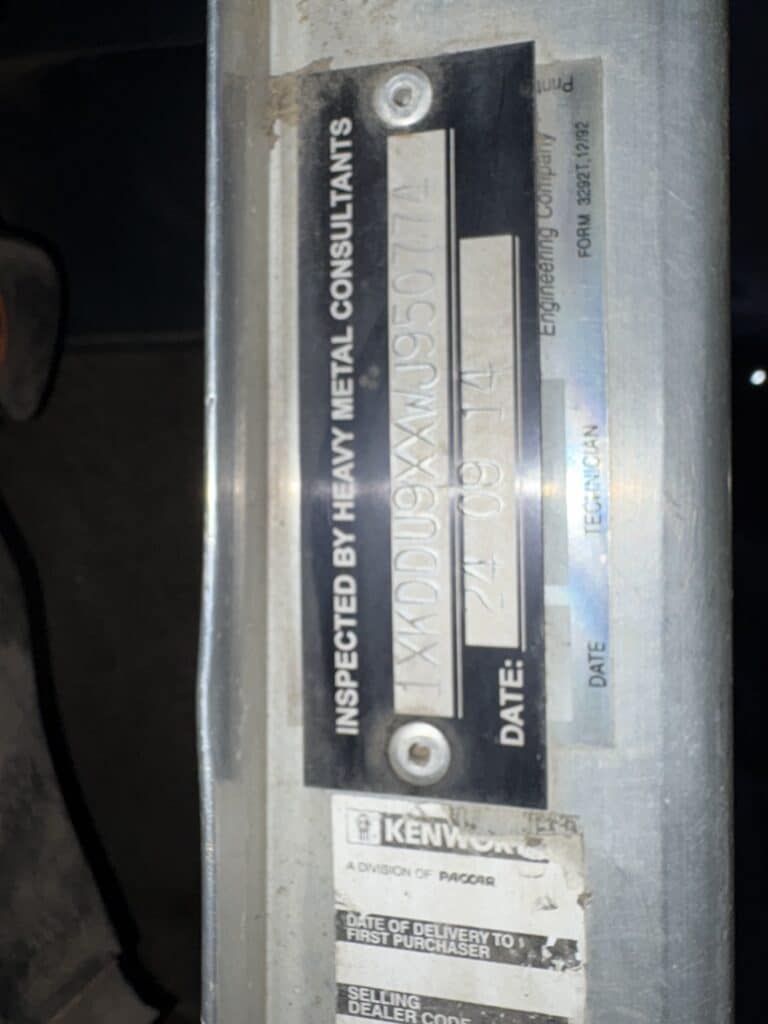 INSPECTED BY HEAVY METAL CONSULTANTS
1XKDDU9XXWJ950774
DATE: 24 09 14
Engineering Company
DATE TECHNICIAN FORM 3292T,12/92
KENWORTH
A DIVISION OF PACCAR
DATE OF DELIVERY TO
FIRST PURCHASER
SELLING
DEALER CODE